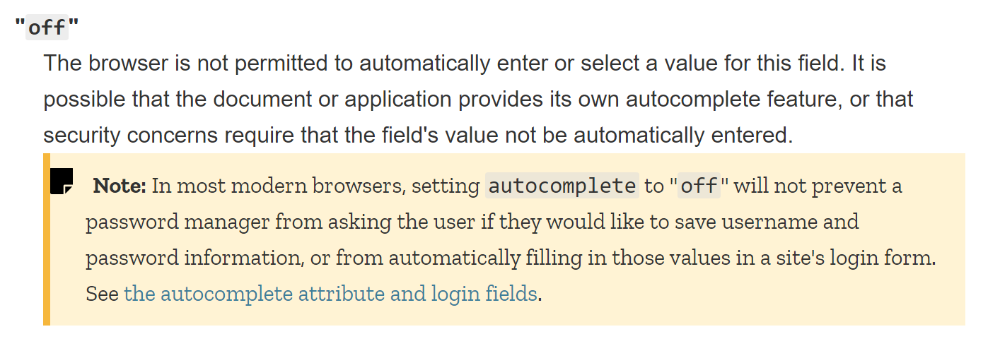 "off"
The browser is not permitted to automatically enter or select a value for this field. It is
possible that the document or application provides its own autocomplete feature, or that
security concerns require that the field's value not be automatically entered.
Note: In most modern browsers, setting autocomplete to "off" will not prevent a
password manager from asking the user if they would like to save username and
password information, or from automatically filling in those values in a site's login form.
See the autocomplete attribute and login fields.